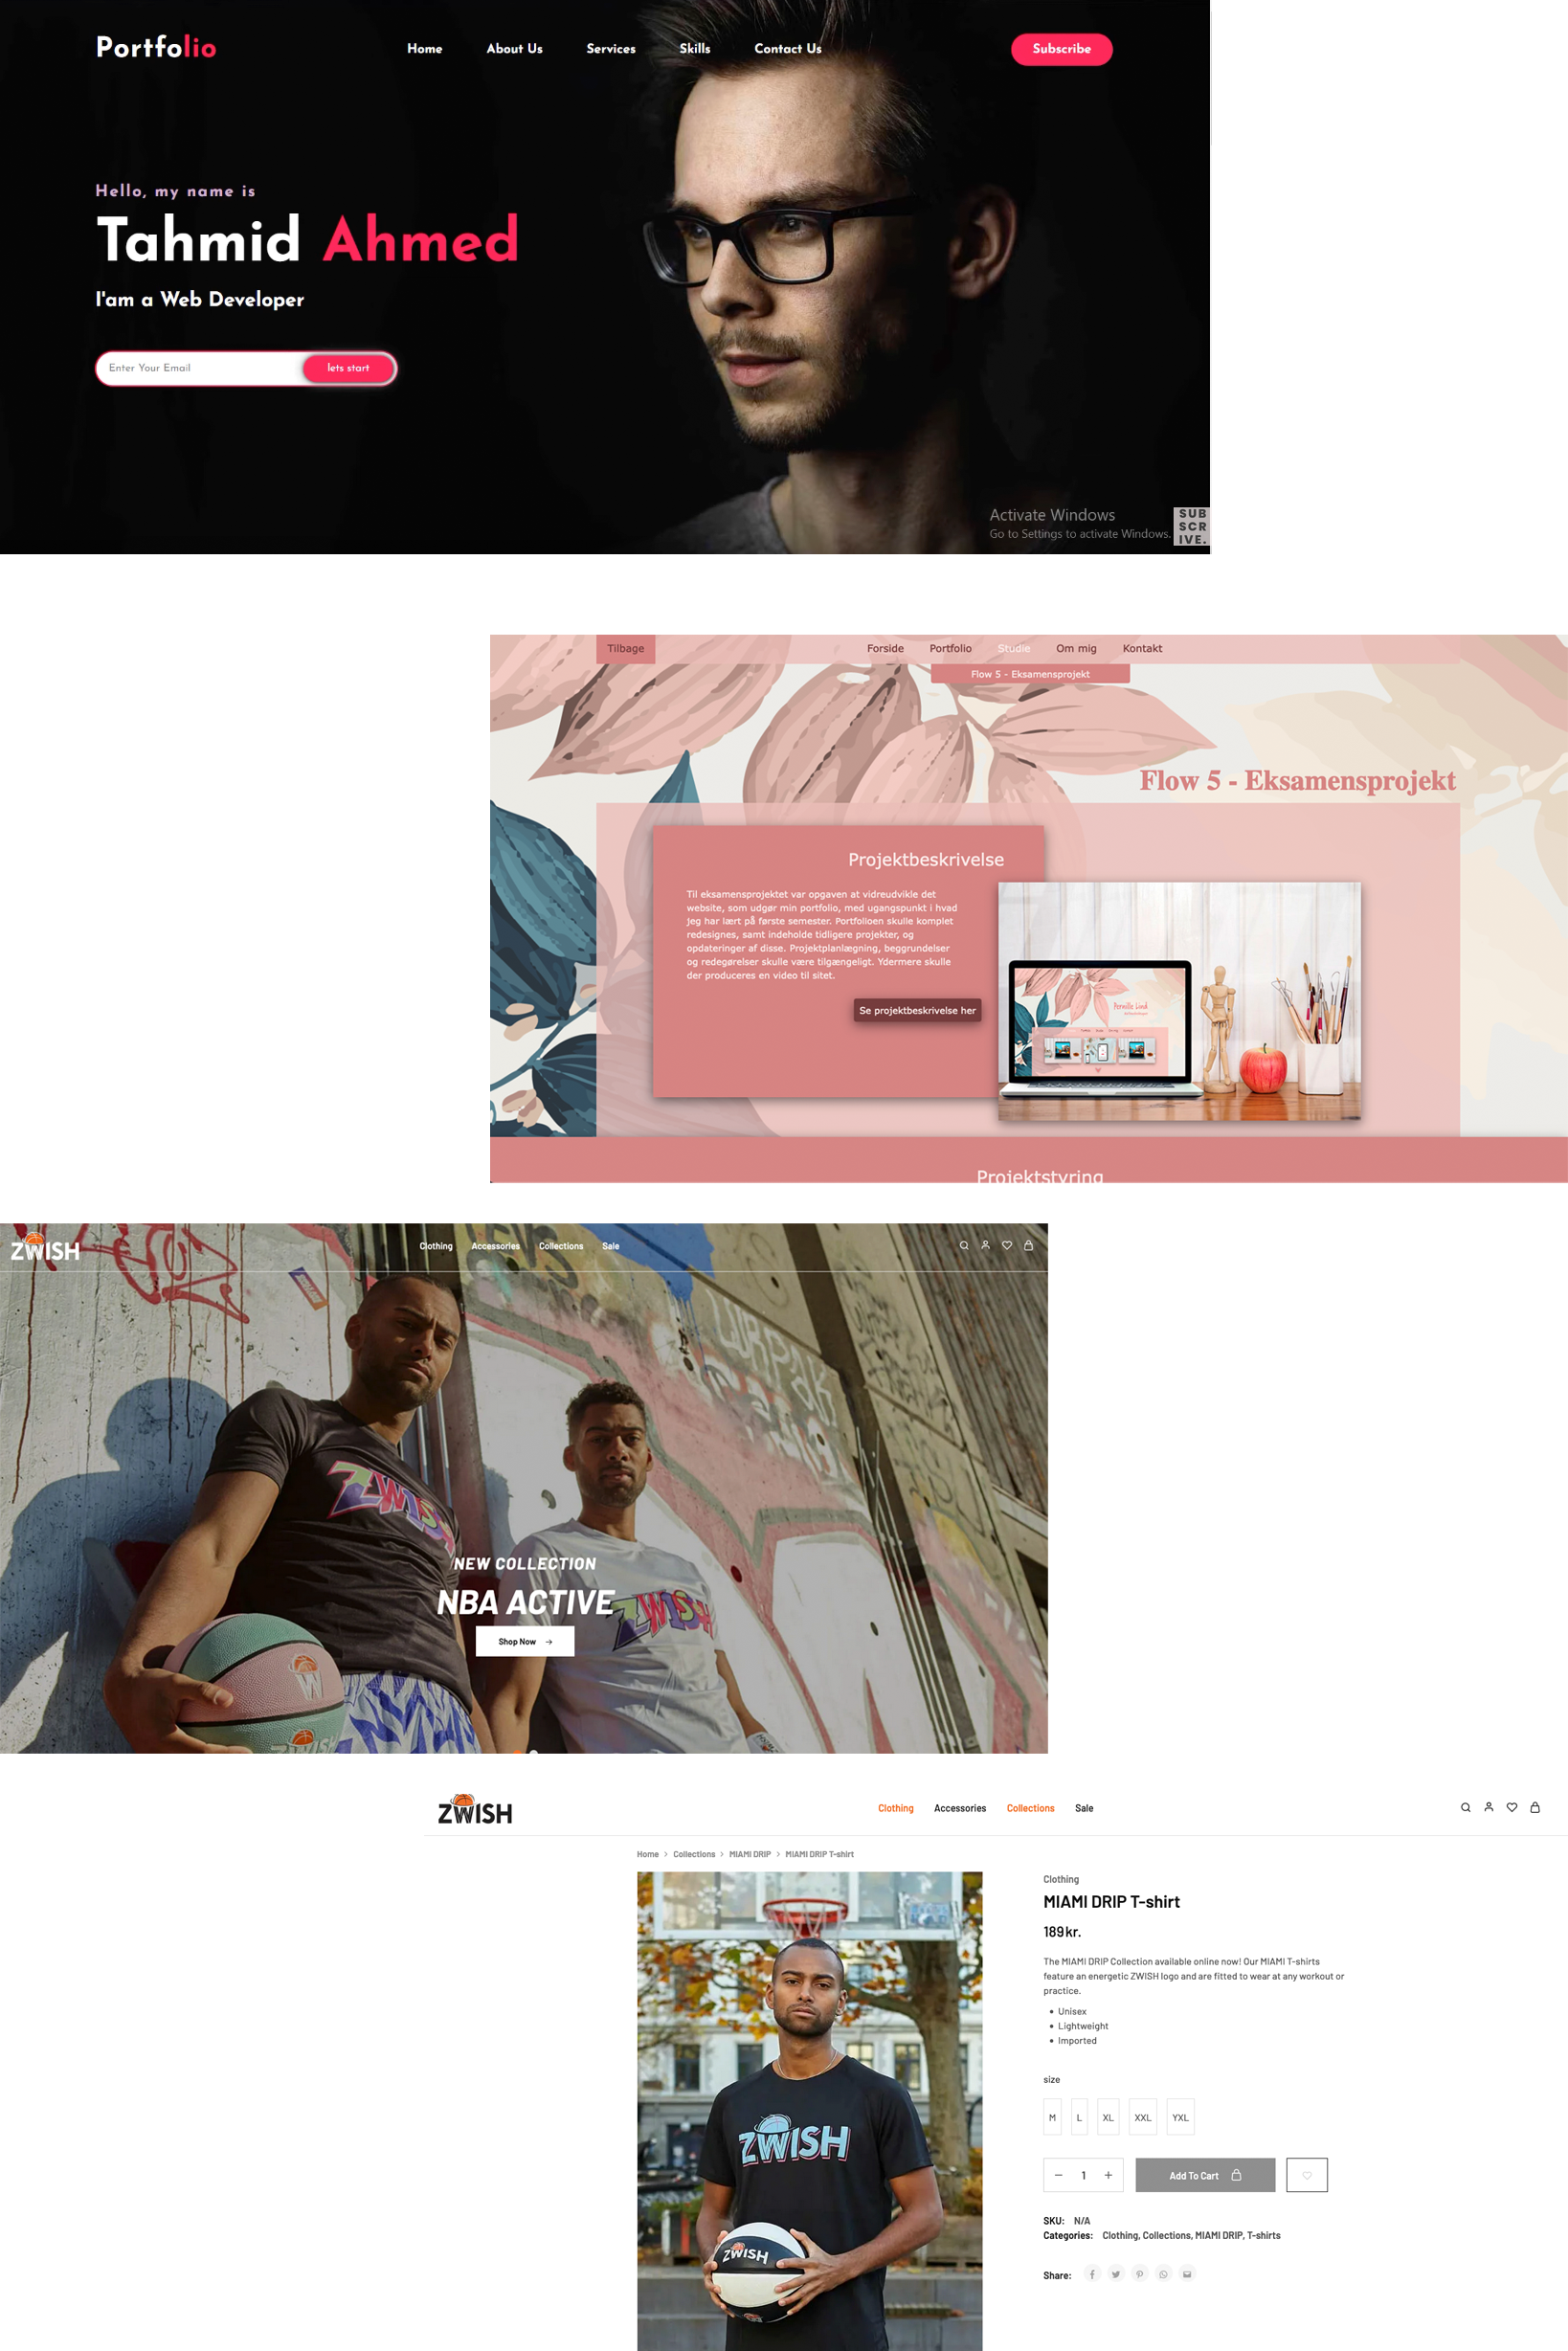 Portfolio
Home About Us Services Skills Contact Us
Subscribe
Hello, my name is
Tahmid Ahmed
I'am a Web Developer
Enter Your Email
lets start
Activate Windows
Go to Settings to activate Windows.
SUB
SCR
IVE.
Tilbage
Forside Portfolio Studie Om mig Kontakt
Flow 5 - Eksamensprojekt
Flow 5 - Eksamensprojekt
Projektbeskrivelse
Til eksamensprojektet var opgaven at vidreudvikle det
website, som udgør min portfolio, med ugangspunkt i hvad
jeg har lært på første semester. Portfolioen skulle komplet
redesignes, samt indeholde tidligere projekter, og
opdateringer af disse. Projektplanlægning, beggrundelser
og redegørelser skulle være tilgængeligt. Ydermere skulle
der produceres en video til sitet.
Se projektbeskrivelse her
Pernille Lind
Projektstyring
ZWISH
Clothing Accessories Collections Sale
ZWISH
ZWISH
NEW COLLECTION
NBA ACTIVE
Shop Now
ZWISH
Clothing Accessories Collections Sale
Home > Collections > MIAMI DRIP > MIAMI DRIP T-shirt
Clothing
MIAMI DRIP T-shirt
189kr.
The MIAMI DRIP Collection available online now! Our MIAMI T-shirts
feature an energetic ZWISH logo and are fitted to wear at any workout or
practice.
• Unisex
• Lightweight
• Imported
size
M L XL XXL YXL
− 1 +
Add To Cart
SKU: N/A
Categories: Clothing, Collections, MIAMI DRIP, T-shirts
Share:
ZWISH
ZWISH